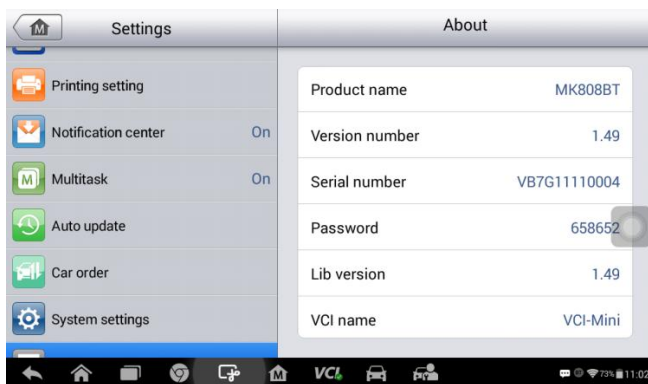 Settings
Printing setting
Notification center On
Multitask On
Auto update
Car order
System settings
About
Product name MK808BT
Version number 1.49
Serial number VB7G11110004
Password 658652
Lib version 1.49
VCI name VCI-Mini
VCI 73% 11:02